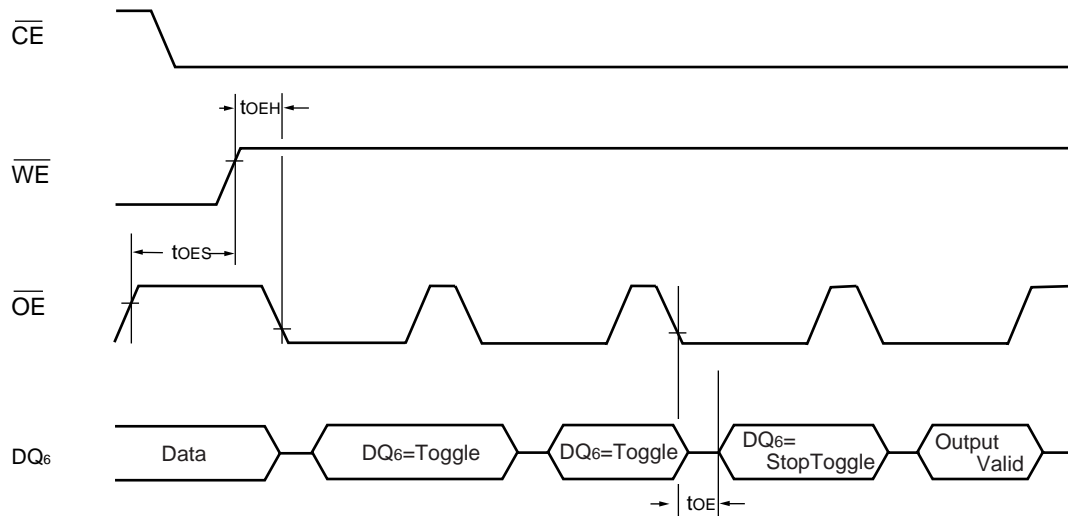 CE
tOEH
WE
tOES
OE
DQ6
Data
DQ6=Toggle
DQ6=Toggle
DQ6=
StopToggle
Output
Valid
tOE